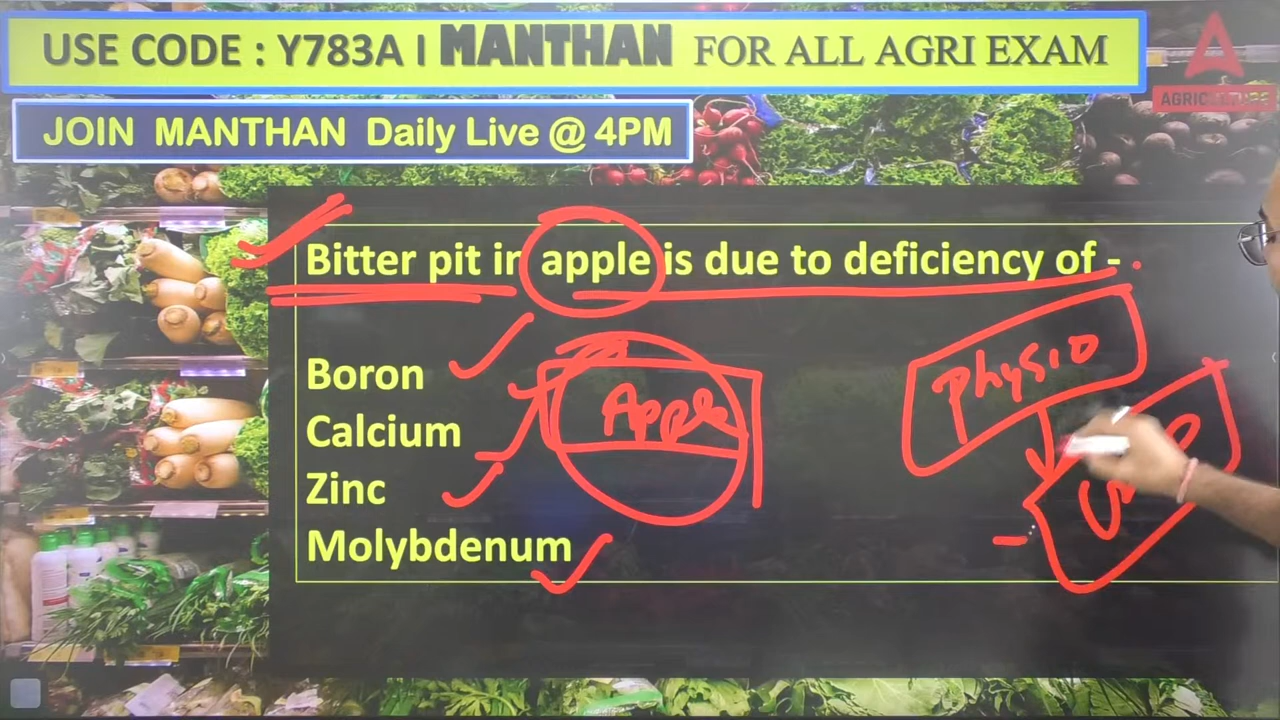 USE CODE : Y783A I MANTHAN FOR ALL AGRI EXAM
AGRICULTURE
JOIN MANTHAN Daily Live @ 4PM
Bitter pit in apple is due to deficiency of -
Physio
Boron
Apple
Calcium
Zinc
Molybdenum